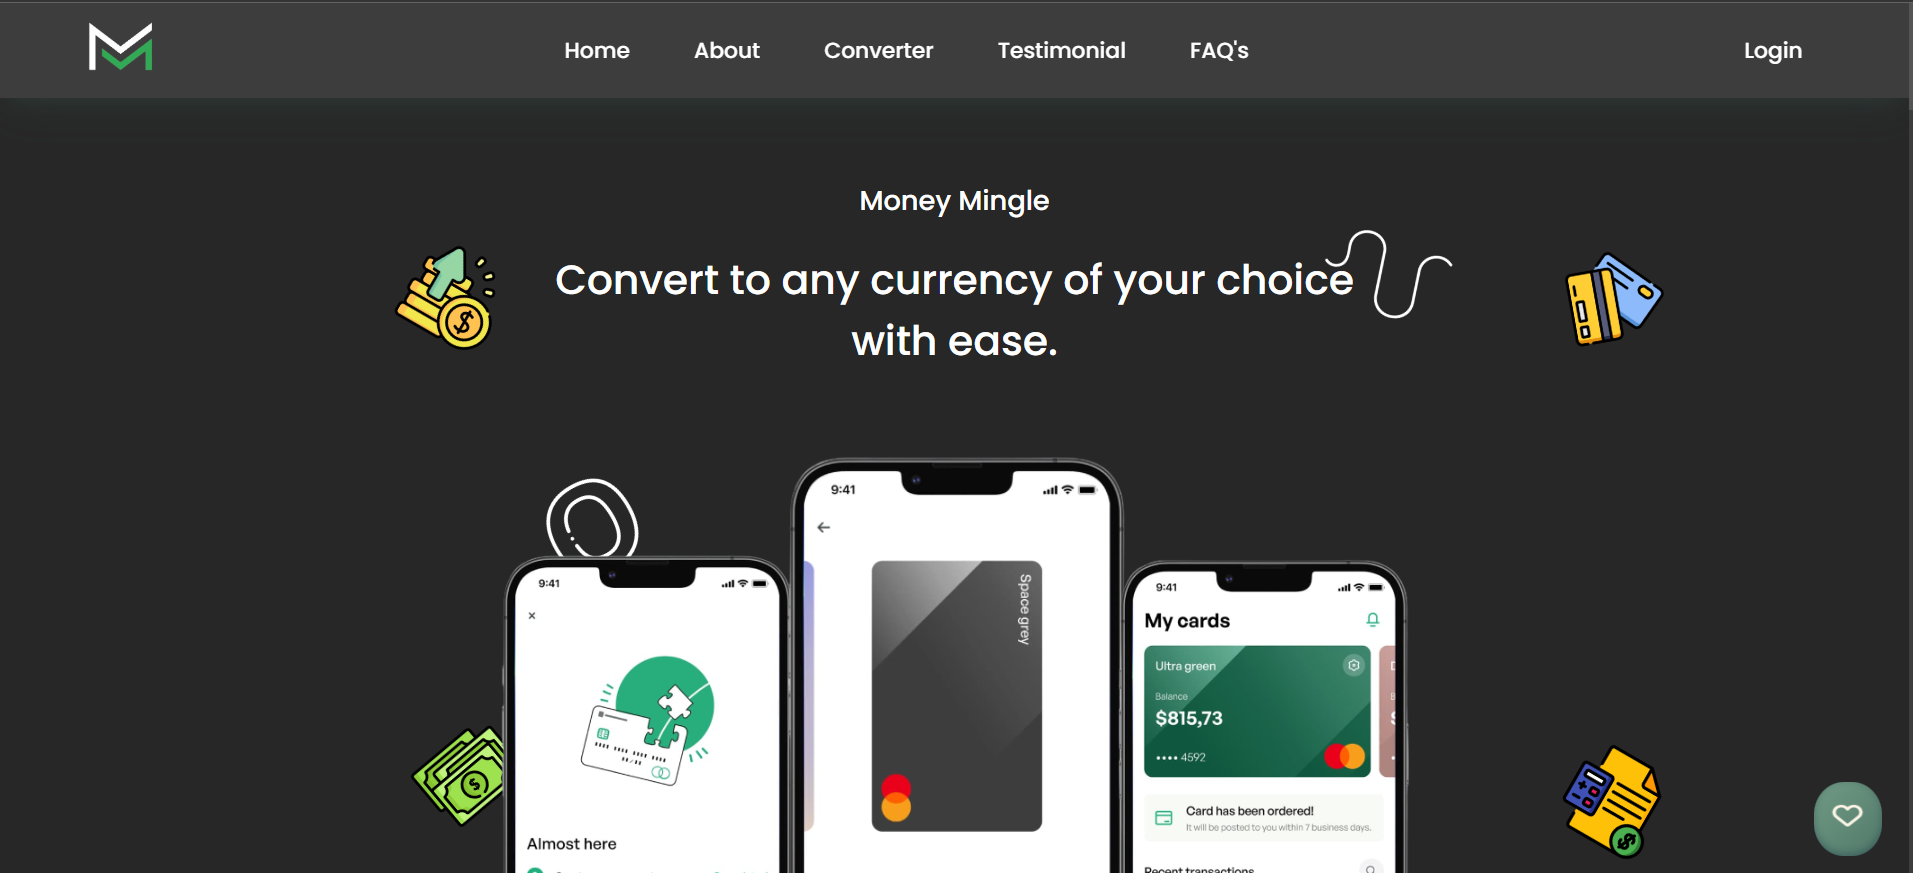 Home About Converter Testimonial FAQ's Login
Money Mingle
Convert to any currency of your choice
with ease.
9:41
Almost here
9:41
Space grey
9:41
My cards
Ultra green
Balance
$815,73
•••• 4592
Card has been ordered!
It will be posted to you within 7 business days.
Recent transactions